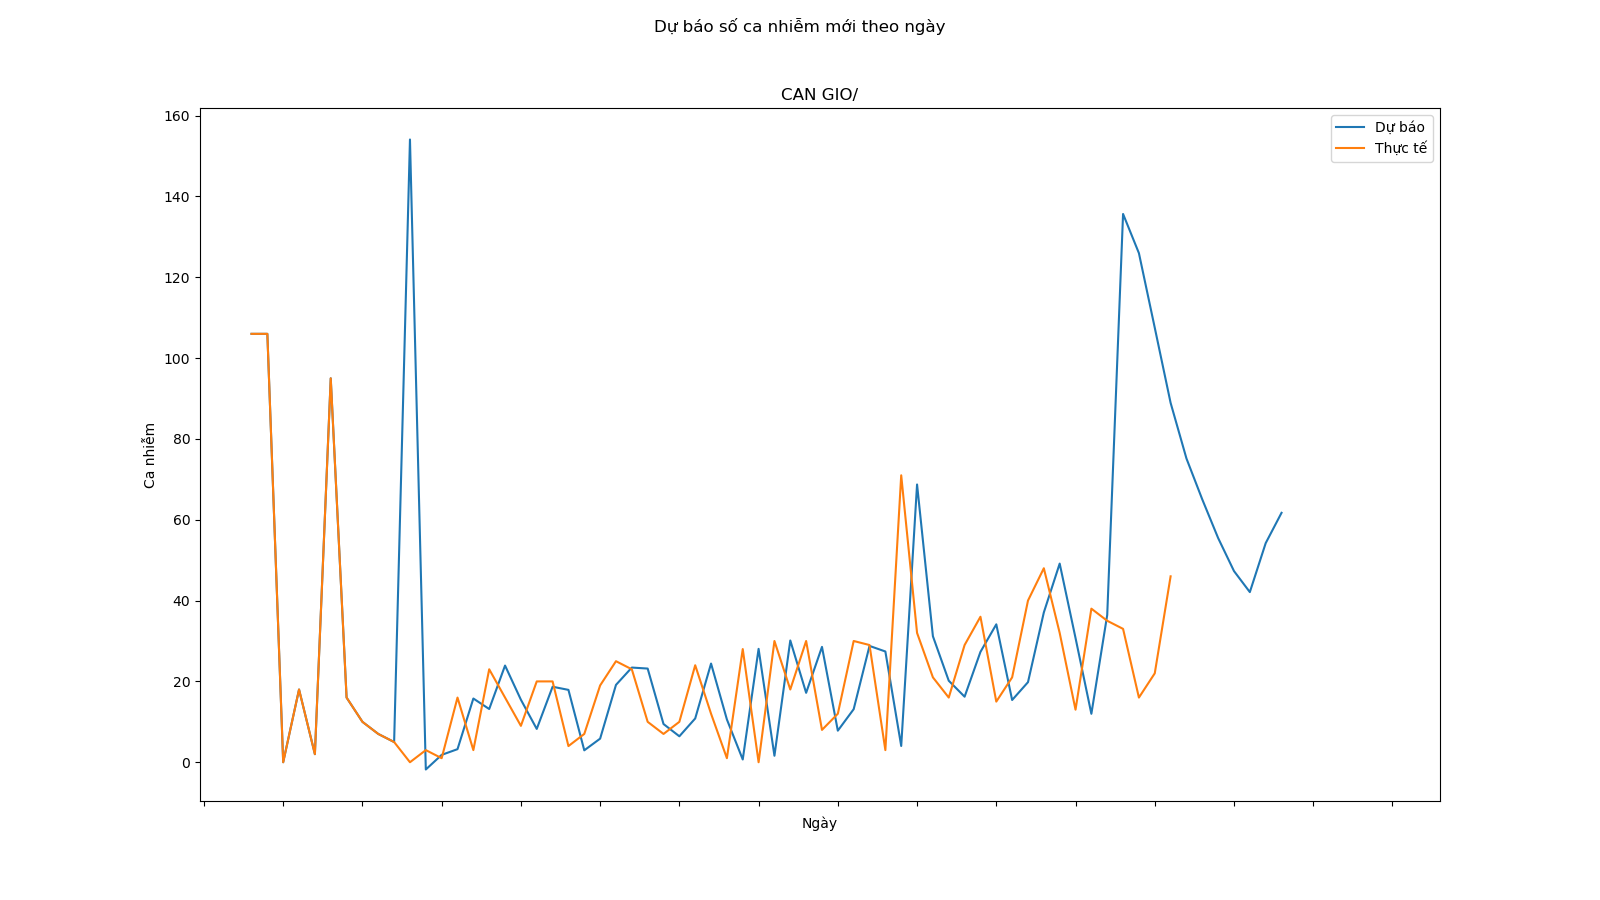 Dự báo số ca nhiễm mới theo ngày
CAN GIO/
Dự báo
Thực tế
160
140
120
100
80
60
40
20
0
Ca nhiễm
Ngày